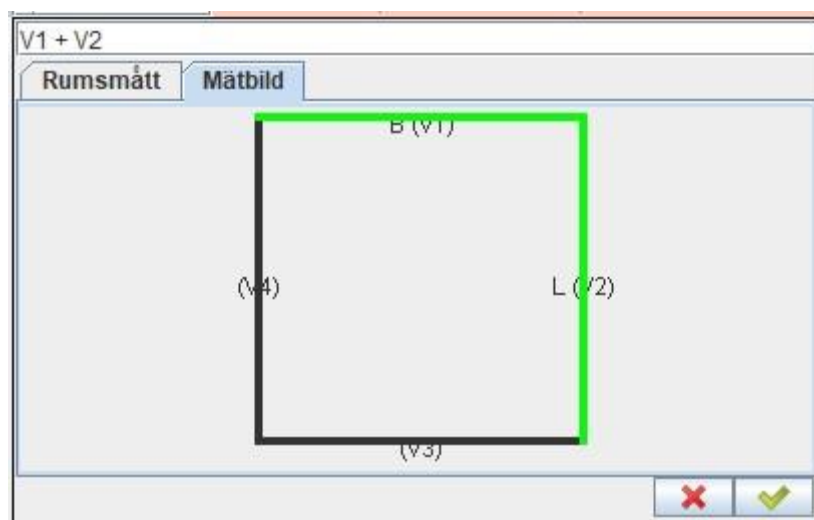 V1 + V2
Rumsmått Mätbild
B (V1)
(V4) L (V2)
(V3)